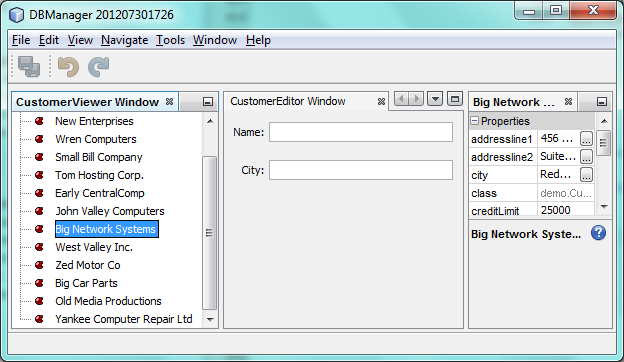 DBManager 201207301726
File Edit View Navigate Tools Window Help
CustomerViewer Window
New Enterprises
Wren Computers
Small Bill Company
Tom Hosting Corp.
Early CentralComp
John Valley Computers
Big Network Systems
West Valley Inc.
Zed Motor Co
Big Car Parts
Old Media Productions
Yankee Computer Repair Ltd
CustomerEditor Window
Name:
City:
Big Network ...
Properties
addressline1 456 ... ...
addressline2 Suite... ...
city Red... ...
class demo.Cu...
creditLimit 25000
Big Network Syste... ?